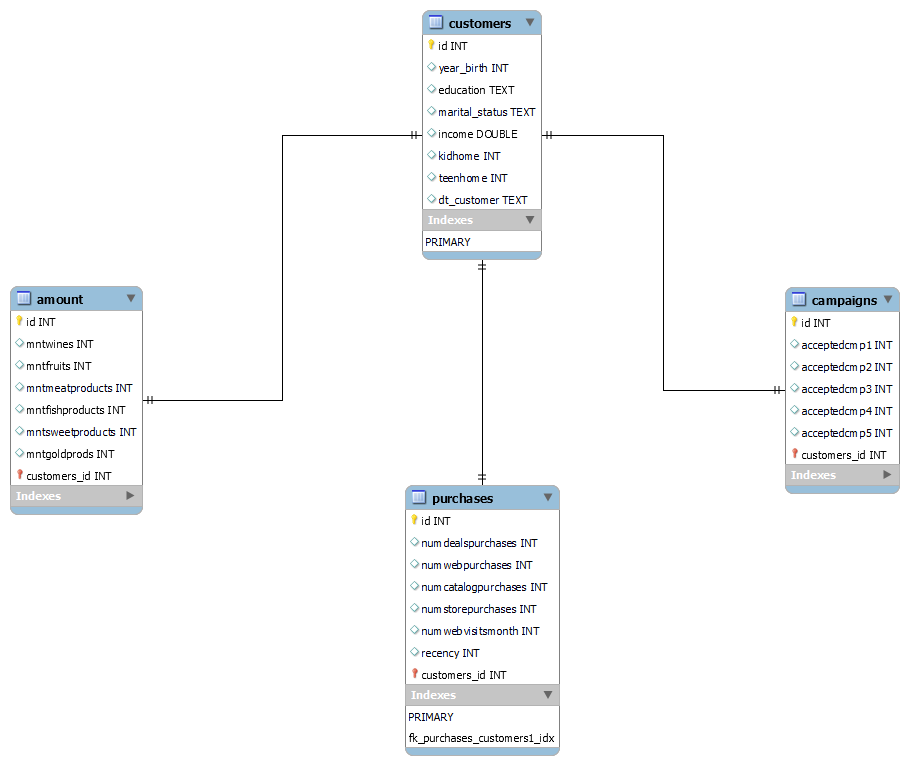 customers
id INT
year_birth INT
education TEXT
marital_status TEXT
income DOUBLE
kidhome INT
teenhome INT
dt_customer TEXT
Indexes
PRIMARY
amount
id INT
mntwines INT
mntfruits INT
mntmeatproducts INT
mntfishproducts INT
mntsweetproducts INT
mntgoldprods INT
customers_id INT
Indexes
campaigns
id INT
acceptedcmp1 INT
acceptedcmp2 INT
acceptedcmp3 INT
acceptedcmp4 INT
acceptedcmp5 INT
customers_id INT
Indexes
purchases
id INT
numdealspurchases INT
numwebpurchases INT
numcatalogpurchases INT
numstorepurchases INT
numwebvisitsmonth INT
recency INT
customers_id INT
Indexes
PRIMARY
fk_purchases_customers1_idx